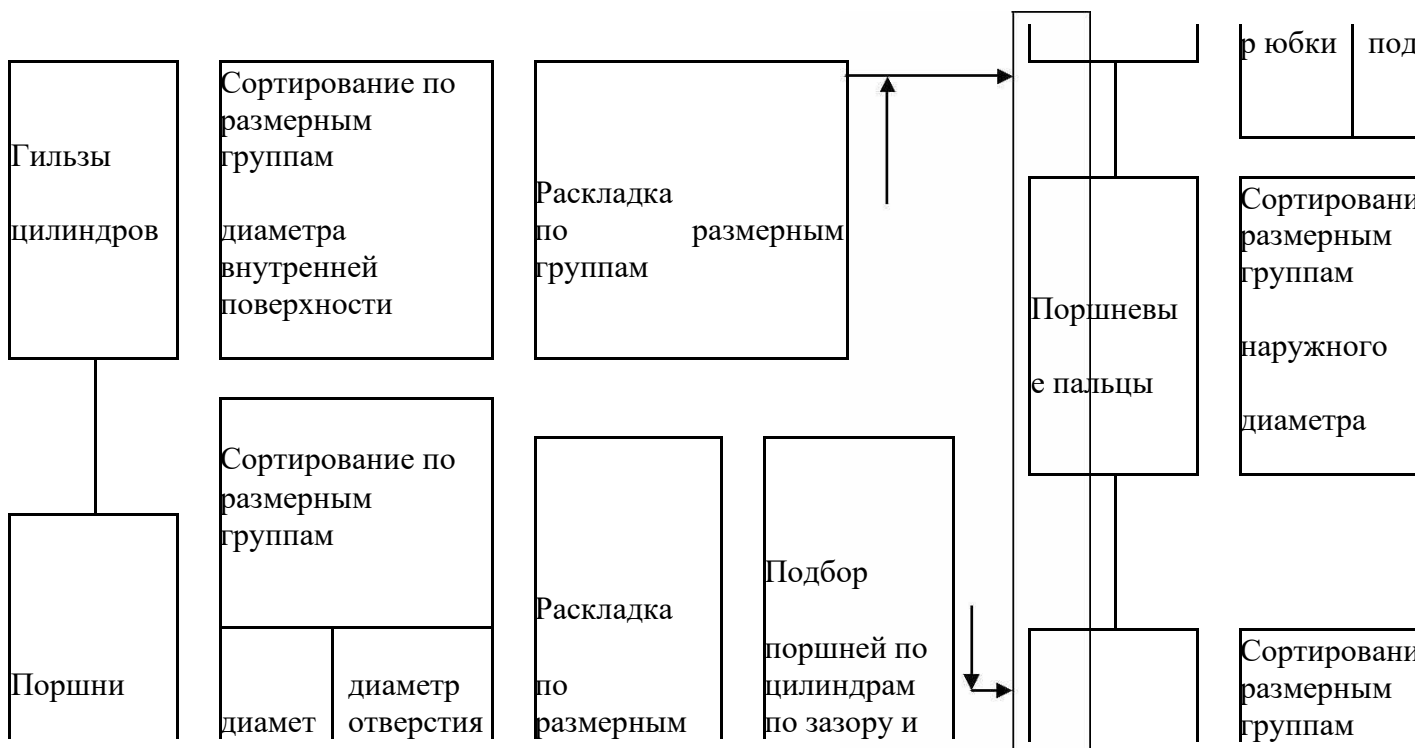 Гильзы
цилиндров
Сортирование по
размерным
группам
диаметра
внутренней
поверхности
Раскладка
по размерным
группам
Сортирование по
размерным
группам
Поршни
диамет
диаметр
отверстия
Раскладка
по
размерным
Подбор
поршней по
цилиндрам
по зазору и
р юбки
под
Поршневы
е пальцы
Сортировани
размерным
группам
наружного
диаметра
Сортировани
размерным
группам